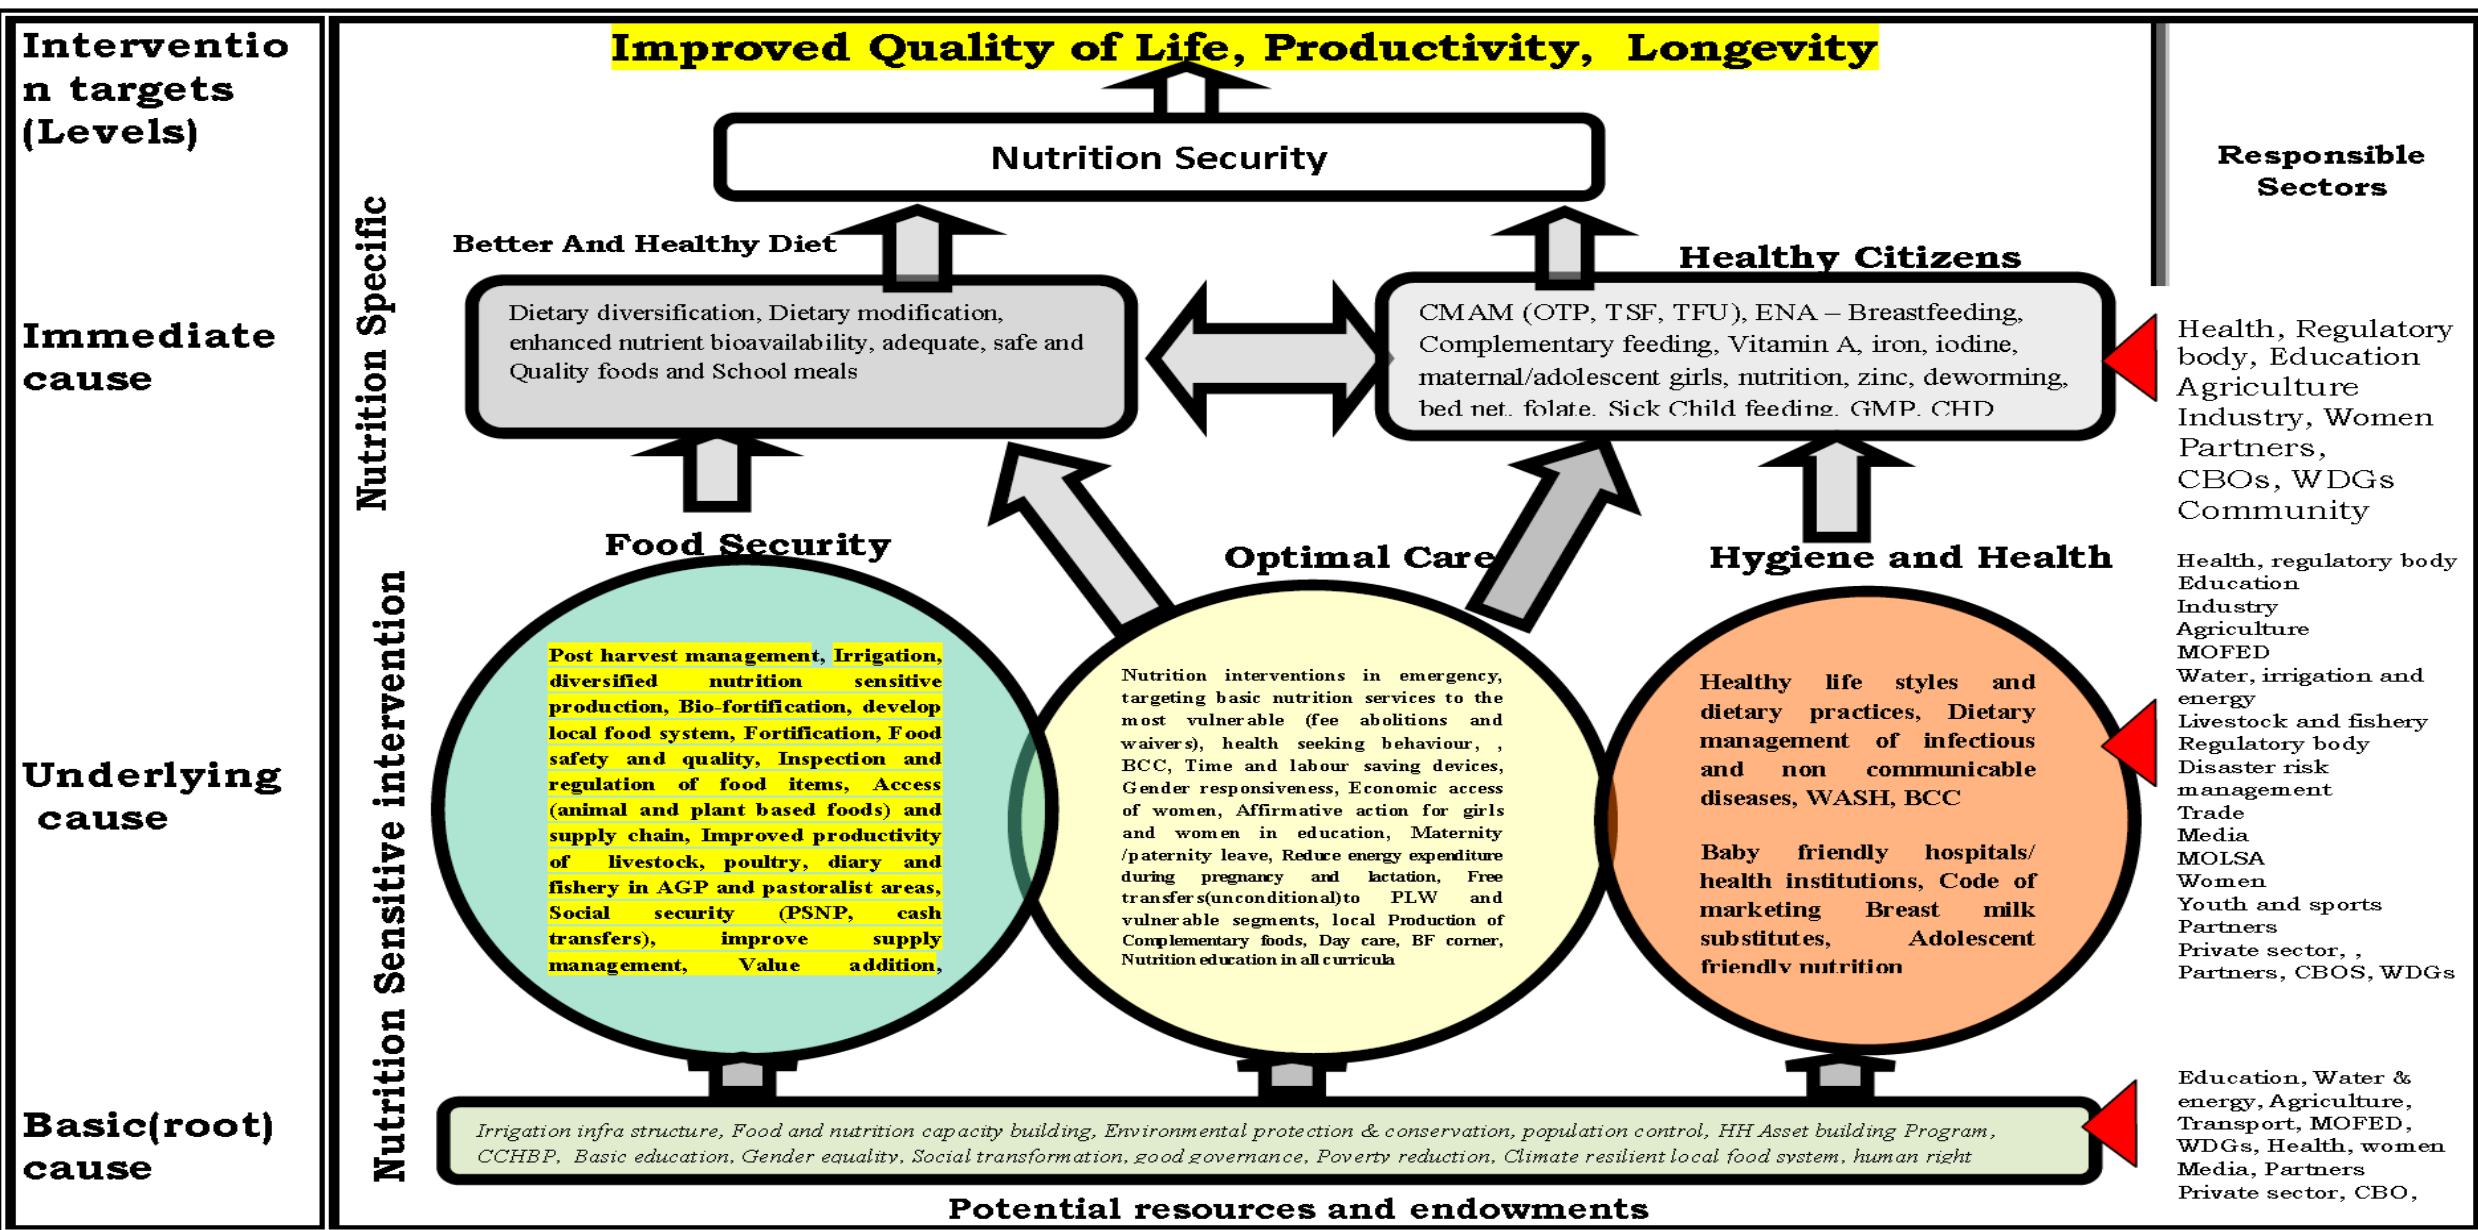 Interventio
n targets
(Levels)
Immediate
cause
Underlying
cause
Basic(root)
cause
Improved Quality of Life, Productivity, Longevity
Nutrition Security
Nutrition Specific
Nutrition Sensitive intervention
Better And Healthy Diet
Dietary diversification, Dietary modification,
enhanced nutrient bioavailability, adequate, safe and
Quality foods and School meals
Healthy Citizens
CMAM (OTP, TSF, TFU), ENA – Breastfeeding,
Complementary feeding, Vitamin A, iron, iodine,
maternal/adolescent girls, nutrition, zinc, deworming,
bed net, folate, Sick Child feeding, GMP, CHD
Food Security
Post harvest management, Irrigation,
diversified nutrition sensitive
production, Bio-fortification, develop
local food system, Fortification, Food
safety and quality, Inspection and
regulation of food items, Access
(animal and plant based foods) and
supply chain, Improved productivity
of livestock, poultry, diary and
fishery in AGP and pastoralist areas,
Social security (PSNP, cash
transfers), improve supply
management, Value addition,
Optimal Care
Nutrition interventions in emergency,
targeting basic nutrition services to the
most vulnerable (fee abolitions and
waivers), health seeking behaviour, ,
BCC, Time and labour saving devices,
Gender responsiveness, Economic access
of women, Affirmative action for girls
and women in education, Maternity
/paternity leave, Reduce energy expenditure
during pregnancy and lactation, Free
transfers(unconditional)to PLW and
vulnerable segments, local Production of
Complementary foods, Day care, BF corner,
Nutrition education in all curricula
Hygiene and Health
Healthy life styles and
dietary practices, Dietary
management of infectious
and non communicable
diseases, WASH, BCC
Baby friendly hospitals/
health institutions, Code of
marketing Breast milk
substitutes, Adolescent
friendly nutrition
Irrigation infra structure, Food and nutrition capacity building, Environmental protection & conservation, population control, HH Asset building Program,
CCHBP, Basic education, Gender equality, Social transformation, good governance, Poverty reduction, Climate resilient local food system, human right
Potential resources and endowments
Responsible
Sectors
Health, Regulatory
body, Education
Agriculture
Industry, Women
Partners,
CBOs, WDGs
Community
Health, regulatory body
Education
Industry
Agriculture
MOFED
Water, irrigation and
energy
Livestock and fishery
Regulatory body
Disaster risk
management
Trade
Media
MOLSA
Women
Youth and sports
Partners
Private sector, ,
Partners, CBOS, WDGs
Education, Water &
energy, Agriculture,
Transport, MOFED,
WDGs, Health, women
Media, Partners
Private sector, CBO,